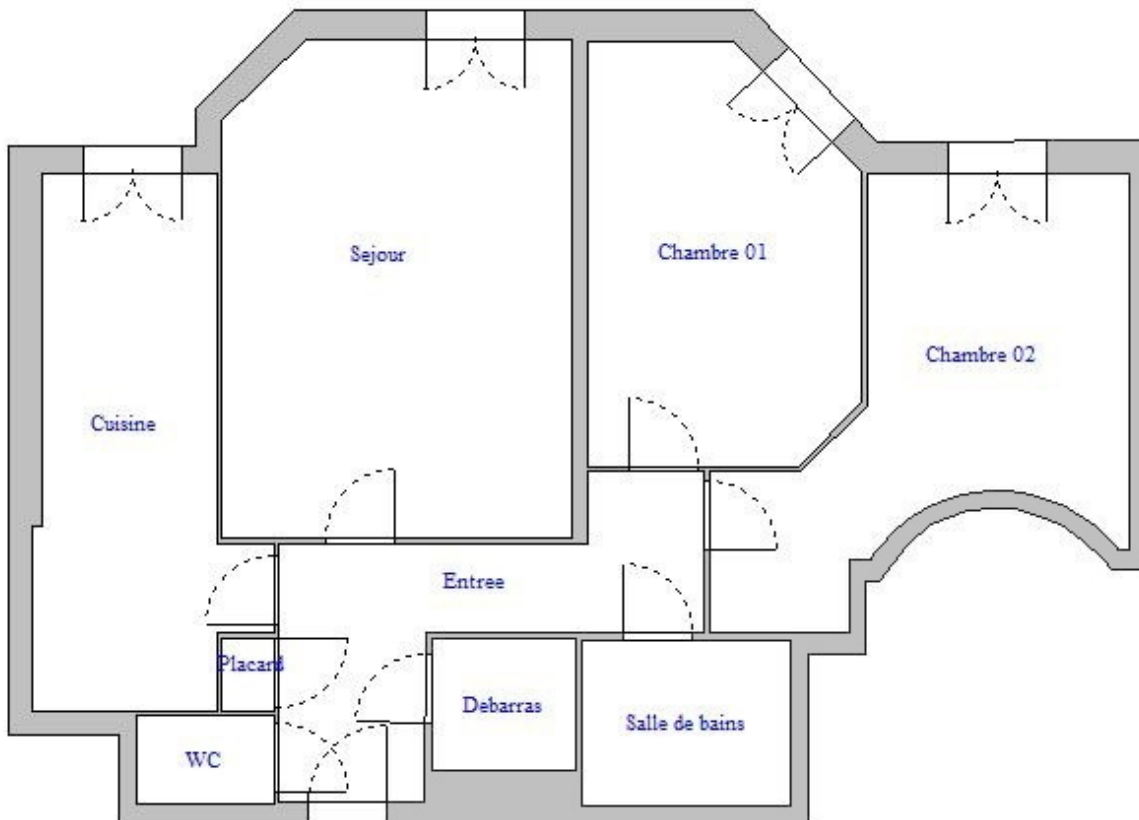 Sejour
Chambre 01
Chambre 02
Cuisine
Entree
Placard
Debarras
Salle de bains
WC